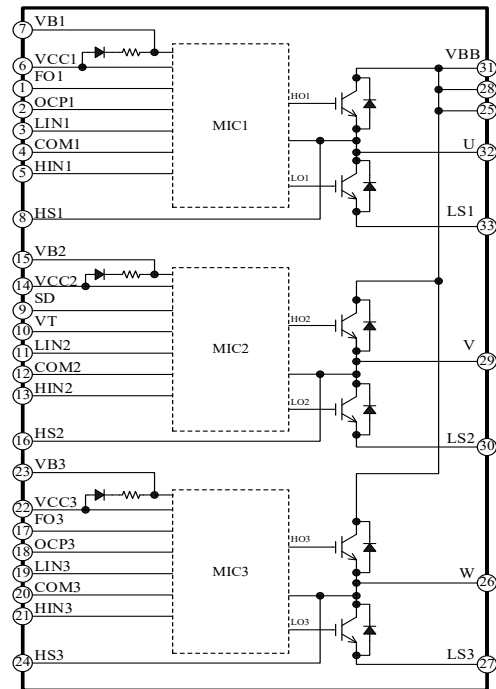 7 VB1
VBB 31
6 VCC1
28
1 FO1
25
HO1
2 OCP1
3 LIN1
MIC1
4 COM1
U 32
5 HIN1
LO1
8 HS1
LS1 33
15 VB2
14 VCC2
9 SD
10 VT
HO2
11 LIN2
MIC2
V 29
12 COM2
13 HIN2
LO2
16 HS2
LS2 30
23 VB3
22 VCC3
17 FO3
18 OCP3
HO3
19 LIN3
MIC3
W 26
20 COM3
21 HIN3
LO3
24 HS3
LS3 27